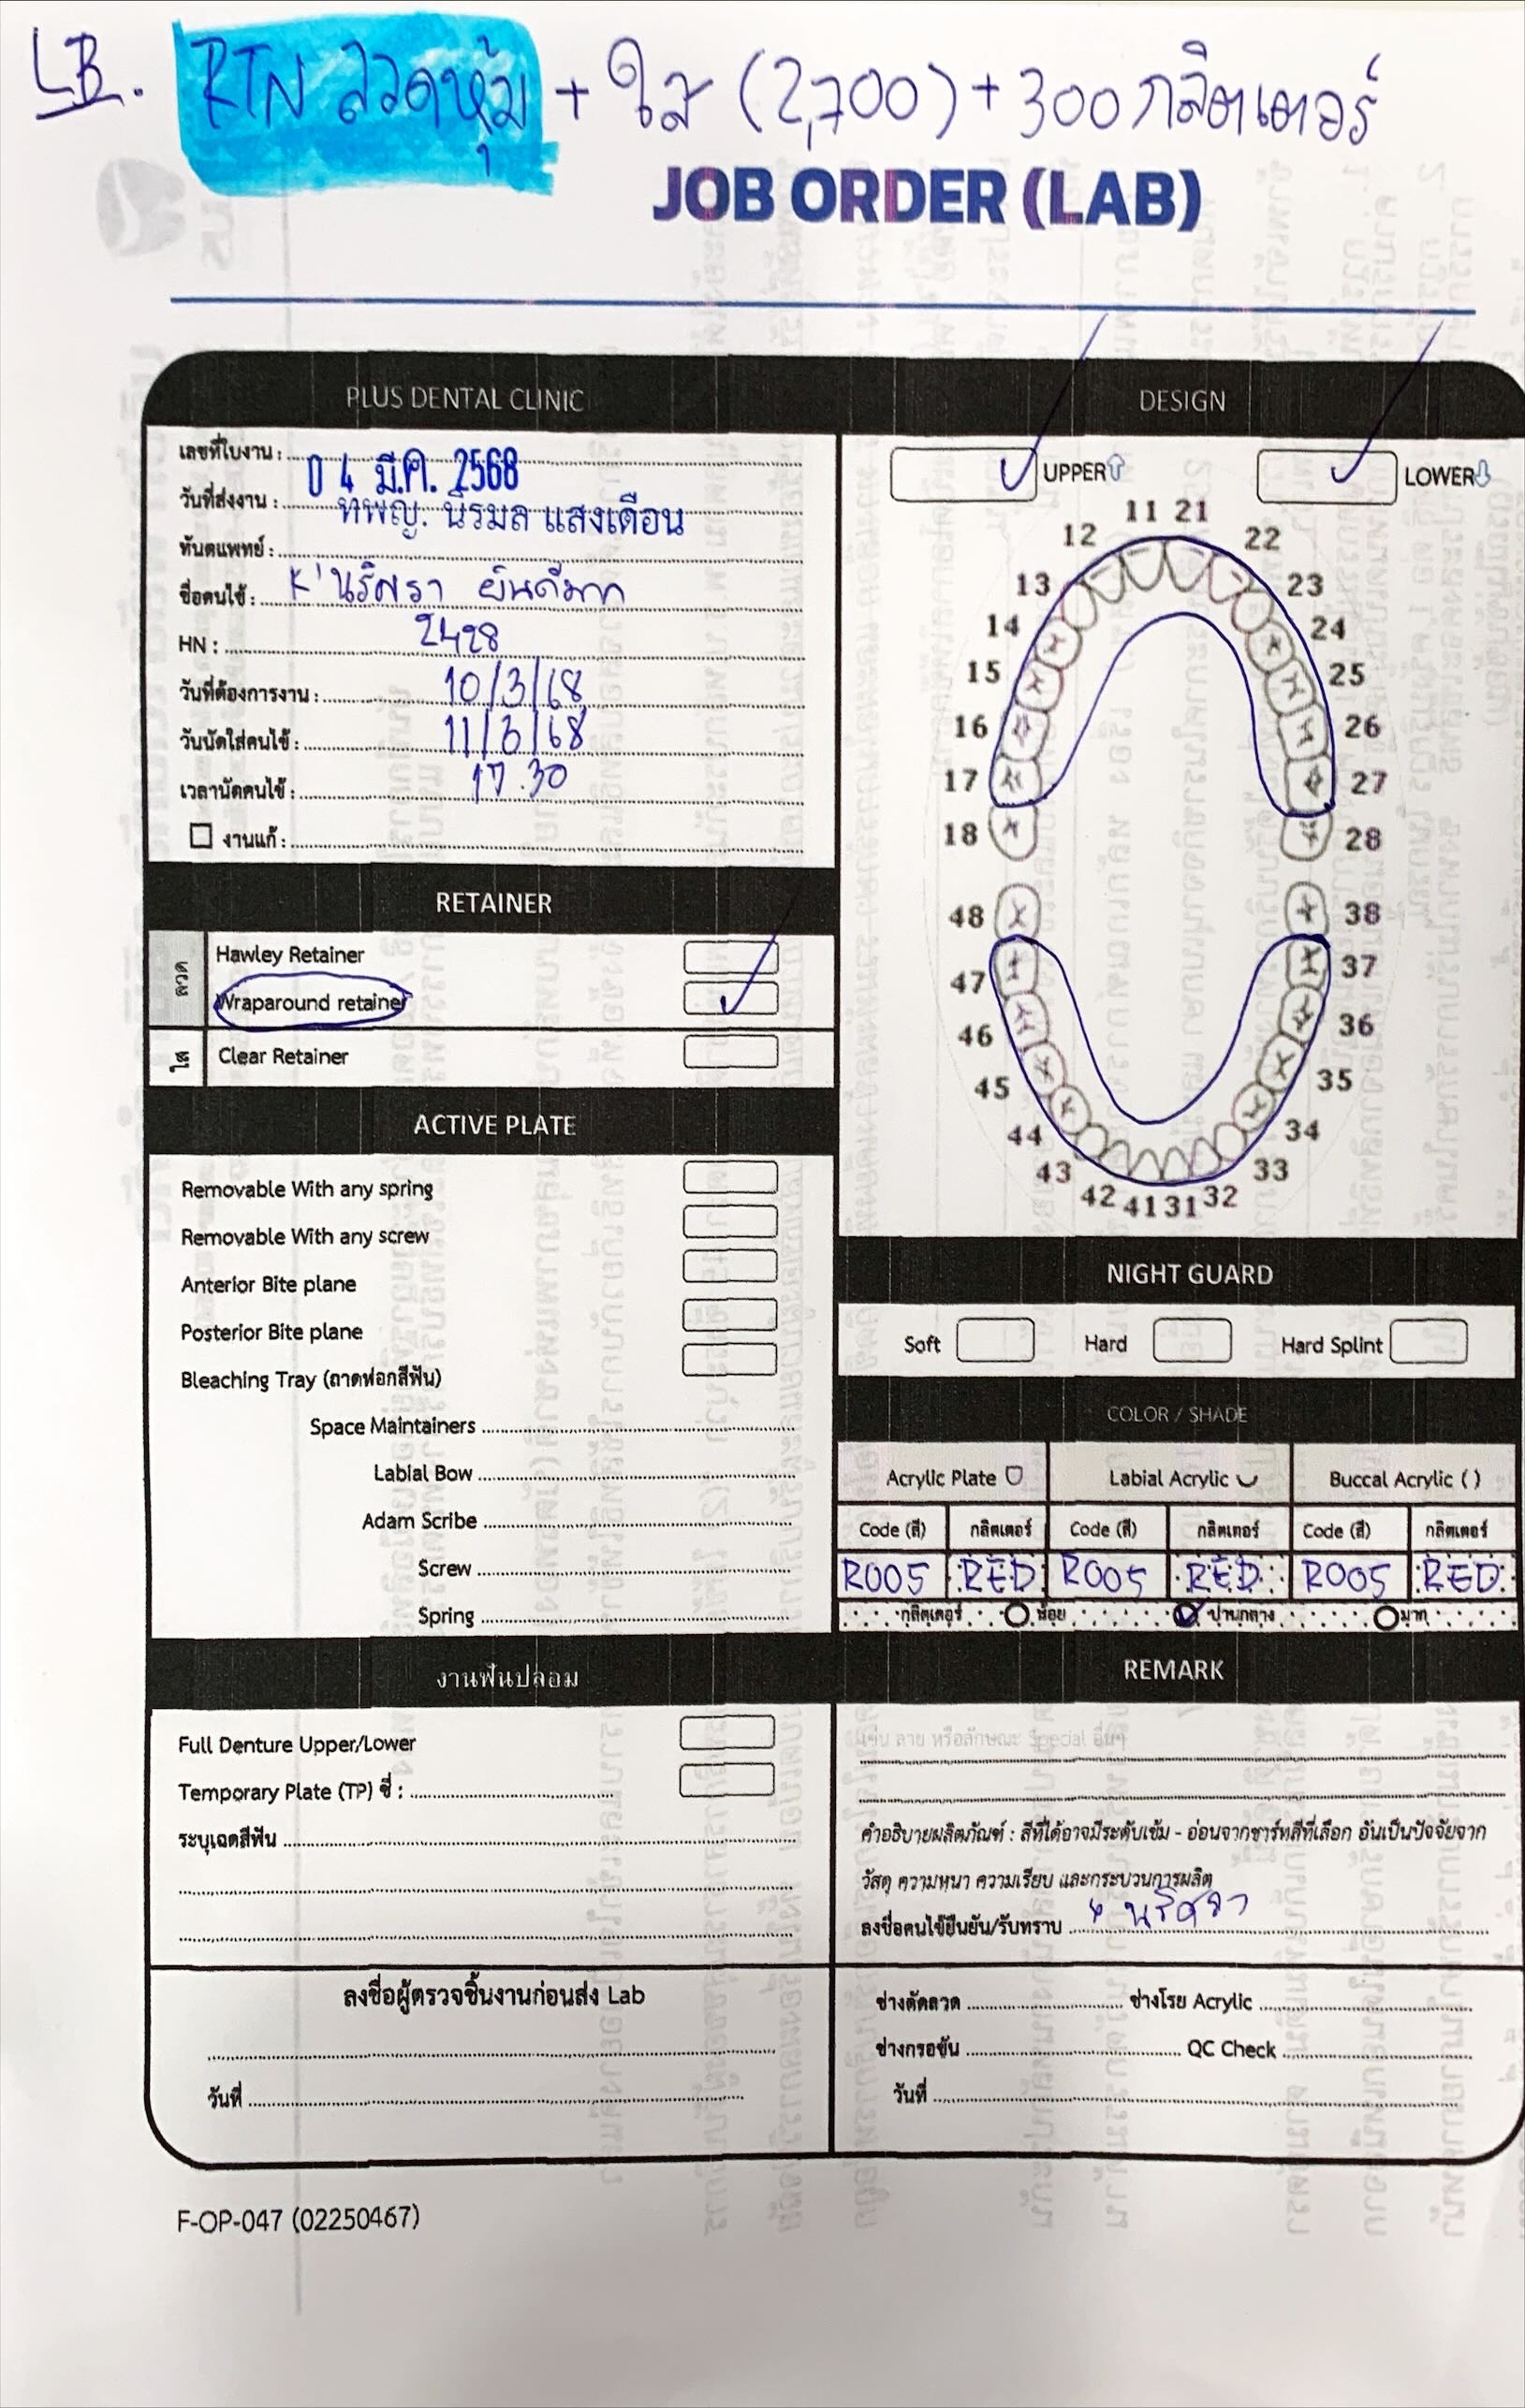 LB. RTN ลวดหุ้ม + ใส (2,700) + 300 กลิตเตอร์
JOB ORDER (LAB)
PLUS DENTAL CLINIC
เลขที่ใบงาน :
วันที่ส่งงาน : 0 4 มี.ค. 2568
ทันตแพทย์ : ทพญ. นิรมล แสงเดือน
ชื่อคนไข้ : K' นริศรา ยินดีมาก
HN : 2428
วันที่ต้องการงาน : 10/3/68
วันนัดใส่คนไข้ : 11/3/68
เวลานัดคนไข้ : 17.30
งานแก้ :
DESIGN
UPPER
LOWER
11 21
12 22
13 23
14 24
15 25
16 26
17 27
18 28
48 38
47 37
46 36
45 35
44 34
43 33
42 41 31 32
RETAINER
ลวด
Hawley Retainer
Wraparound retainer
ใส
Clear Retainer
ACTIVE PLATE
Removable With any spring
Removable With any screw
Anterior Bite plane
Posterior Bite plane
Bleaching Tray (ถาดฟอกสีฟัน)
Space Maintainers
Labial Bow
Adam Scribe
Screw
Spring
NIGHT GUARD
Soft Hard Hard Splint
COLOR / SHADE
Acrylic Plate Labial Acrylic Buccal Acrylic ( )
Code (สี) กลิตเตอร์ Code (สี) กลิตเตอร์ Code (สี) กลิตเตอร์
R005 RED R005 RED R005 RED
กลิตเตอร์ น้อย ปานกลาง มาก
งานฟันปลอม
Full Denture Upper/Lower
Temporary Plate (TP) ซี่ :
ระบุเฉดสีฟัน
REMARK
เช่น ลาย หรือลักษณะ Special อื่นๆ
คำอธิบายผลิตภัณฑ์ : สีที่ได้อาจมีระดับเข้ม - อ่อนจากชาร์ทสีที่เลือก อันเป็นปัจจัยจาก
วัสดุ ความหนา ความเรียบ และกระบวนการผลิต
ลงชื่อคนไข้ยืนยัน/รับทราบ นริศรา
ลงชื่อผู้ตรวจชิ้นงานก่อนส่ง Lab
วันที่
ช่างดัดลวด ช่างโรย Acrylic
ช่างกรอขัน QC Check
วันที่
F-OP-047 (02250467)